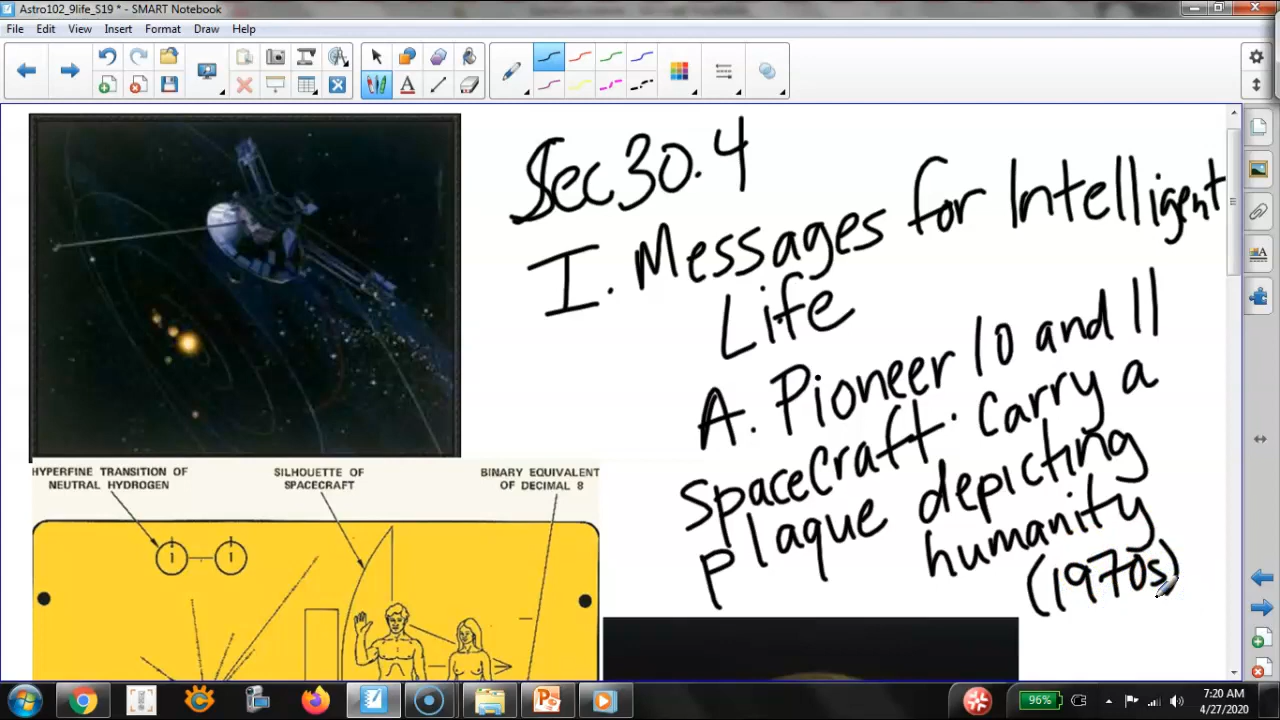 Astro102_9life_S19 * - SMART Notebook
File Edit View Insert Format Draw Help
Sec 30.4
I. Messages for Intelligent
Life
A. Pioneer 10 and 11
spacecraft. carry a
plaque depicting
humanity
(1970s)
HYPERFINE TRANSITION OF
NEUTRAL HYDROGEN
SILHOUETTE OF
SPACECRAFT
BINARY EQUIVALENT
OF DECIMAL 8
1 1
96%
7:20 AM
4/27/2020